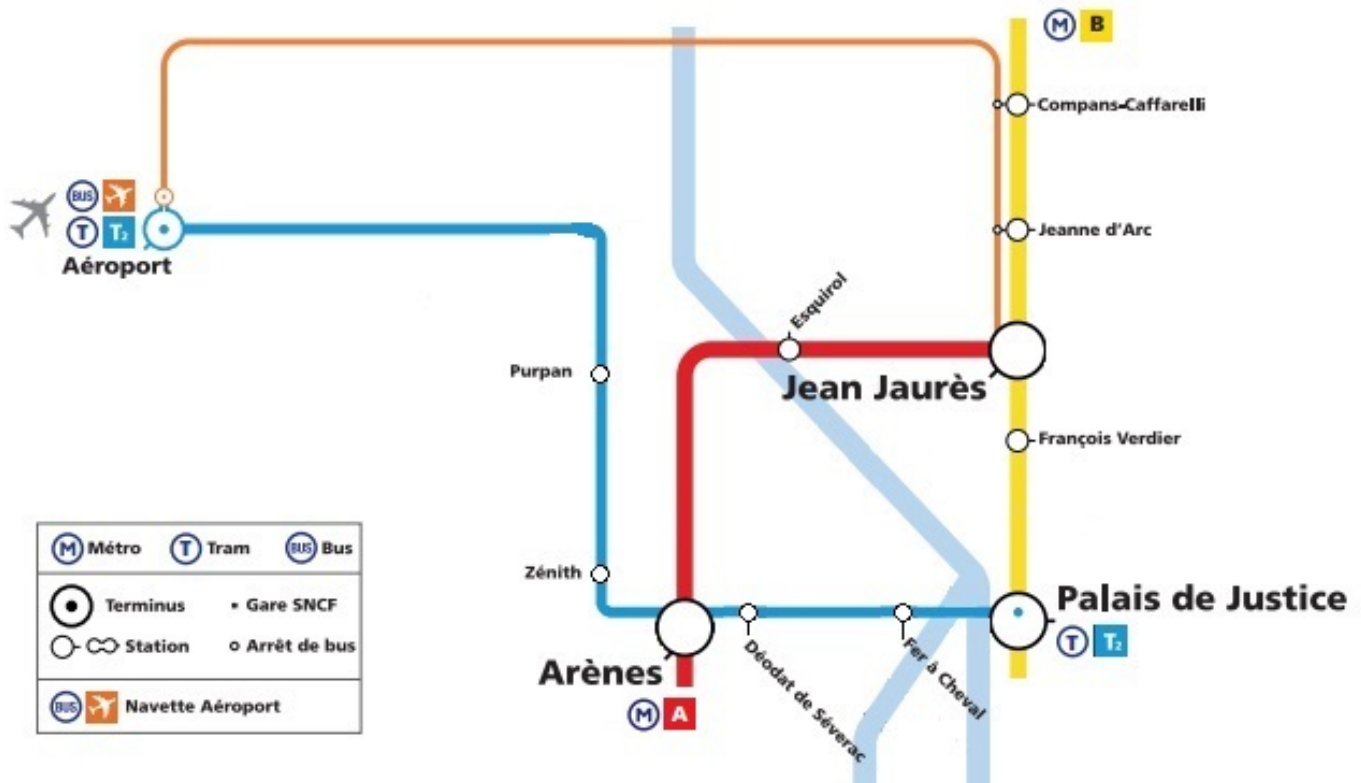 M B
Compans-Caffarelli
BUS
T T2
Aéroport
Jeanne d'Arc
Esquirol
Purpan
Jean Jaurès
François Verdier
M Métro T Tram BUS Bus
Terminus Gare SNCF
Station Arrêt de bus
BUS Navette Aéroport
Zénith
Palais de Justice
T T2
Arènes
M A
Déodat de Séverac
Fer à Cheval